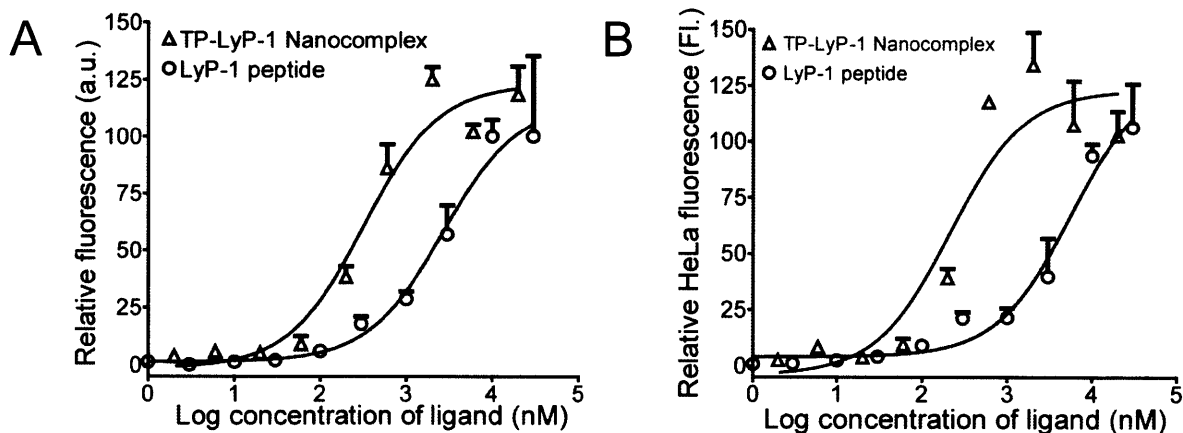 A
Relative fluorescence (a.u.)
150
125
100
75
50
25
0
TP-LyP-1 Nanocomplex
LyP-1 peptide
0 1 2 3 4 5
Log concentration of ligand (nM)
B
Relative HeLa fluorescence (Fl.)
150
125
100
75
50
25
0
TP-LyP-1 Nanocomplex
LyP-1 peptide
0 1 2 3 4 5
Log concentration of ligand (nM)